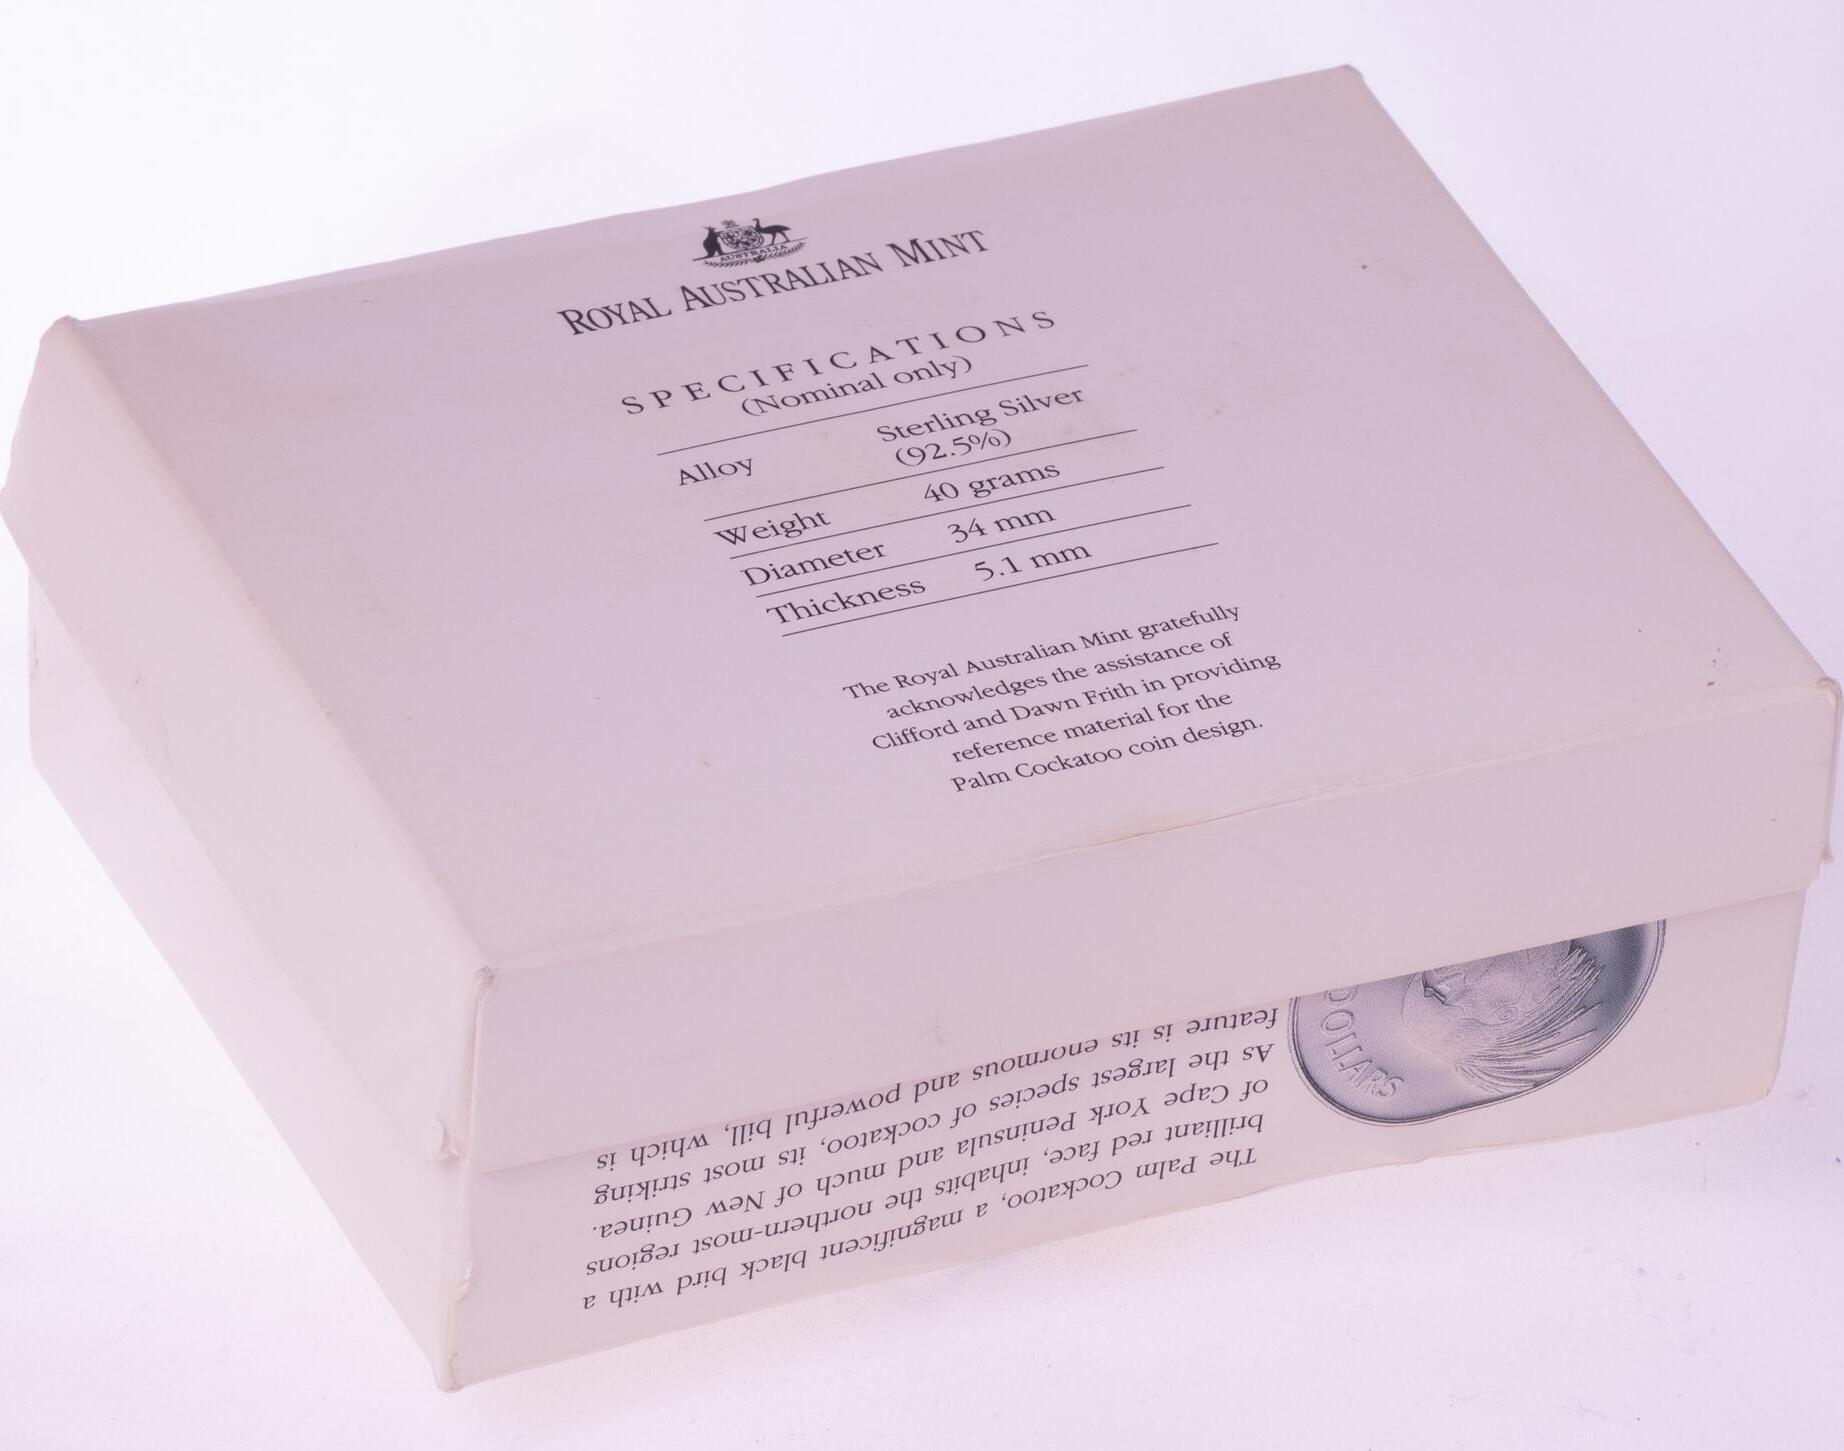 AUSTRALIA
ROYAL AUSTRALIAN MINT
SPECIFICATIONS
(Nominal only)
Alloy Sterling Silver
(92.5%)
Weight 40 grams
Diameter 34 mm
Thickness 5.1 mm
The Royal Australian Mint gratefully
acknowledges the assistance of
Clifford and Dawn Frith in providing
reference material for the
Palm Cockatoo coin design.
The Palm Cockatoo, a magnificent black bird with a
brilliant red face, inhabits the northern-most regions
of Cape York Peninsula and much of New Guinea.
As the largest species of cockatoo, its most striking
feature is its enormous and powerful bill, which is
DOLLARS